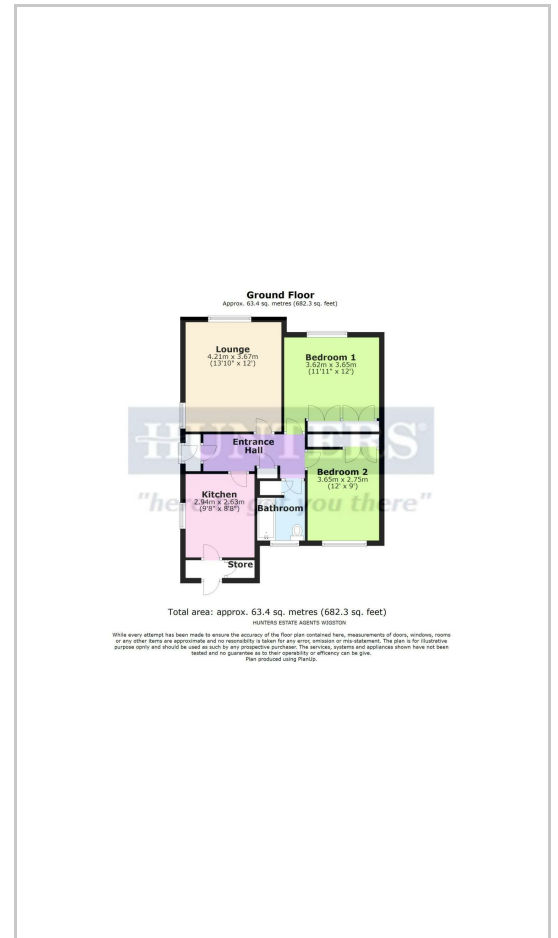 Ground Floor
Approx. 63.4 sq. metres (682.3 sq. feet)
Lounge
4.21m x 3.67m
(13'10" x 12')
Bedroom 1
3.62m x 3.65m
(11'11" x 12')
HUNTERS®
Entrance
Hall
Bedroom 2
3.65m x 2.75m
(12' x 9')
Kitchen
2.94m x 2.63m
(9'8" x 8'8")
"here to get you there"
Bathroom
Store
Total area: approx. 63.4 sq. metres (682.3 sq. feet)
HUNTERS ESTATE AGENTS WIGSTON
While every attempt has been made to ensure the accuracy of the floor plan contained here, measurements of doors, windows, rooms
or any other items are approximate and no resonsibilty is taken for any error, omission or mis-statement. The plan is for illustrative
purpose opnly and should be used as such by any prospective purchaser. The services, systems and appliances shown have not been
tested and no guarantee as to their operability or efficency can be give.
Plan produced using PlanUp.